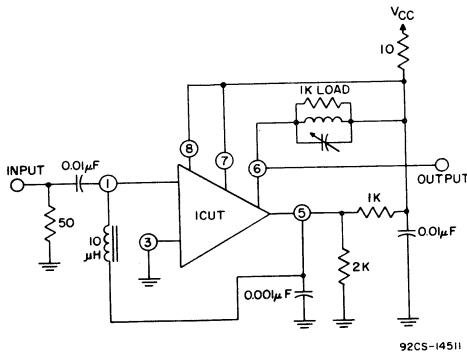 VCC
10
1K LOAD
8
7
6
INPUT
0.01µF
1
OUTPUT
ICUT
50
10
µH
3
5
1K
0.01µF
2K
0.001µF
92CS-14511